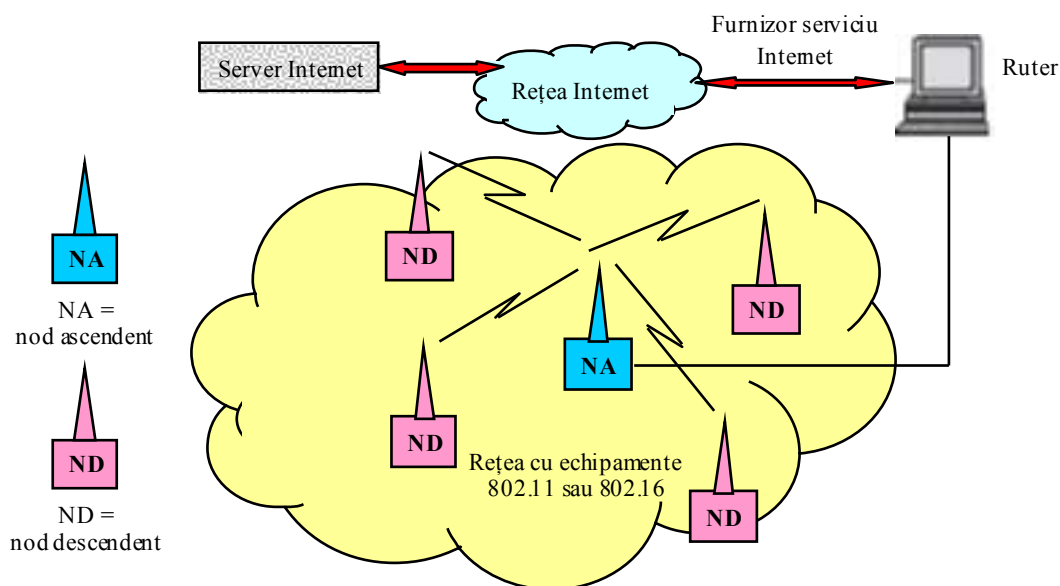 Furnizor serviciu
Internet
Server Internet
Rețea Internet
Ruter
ND
NA
ND
NA =
nod ascendent
NA
ND
ND
Rețea cu echipamente
802.11 sau 802.16
ND
ND =
nod descendent